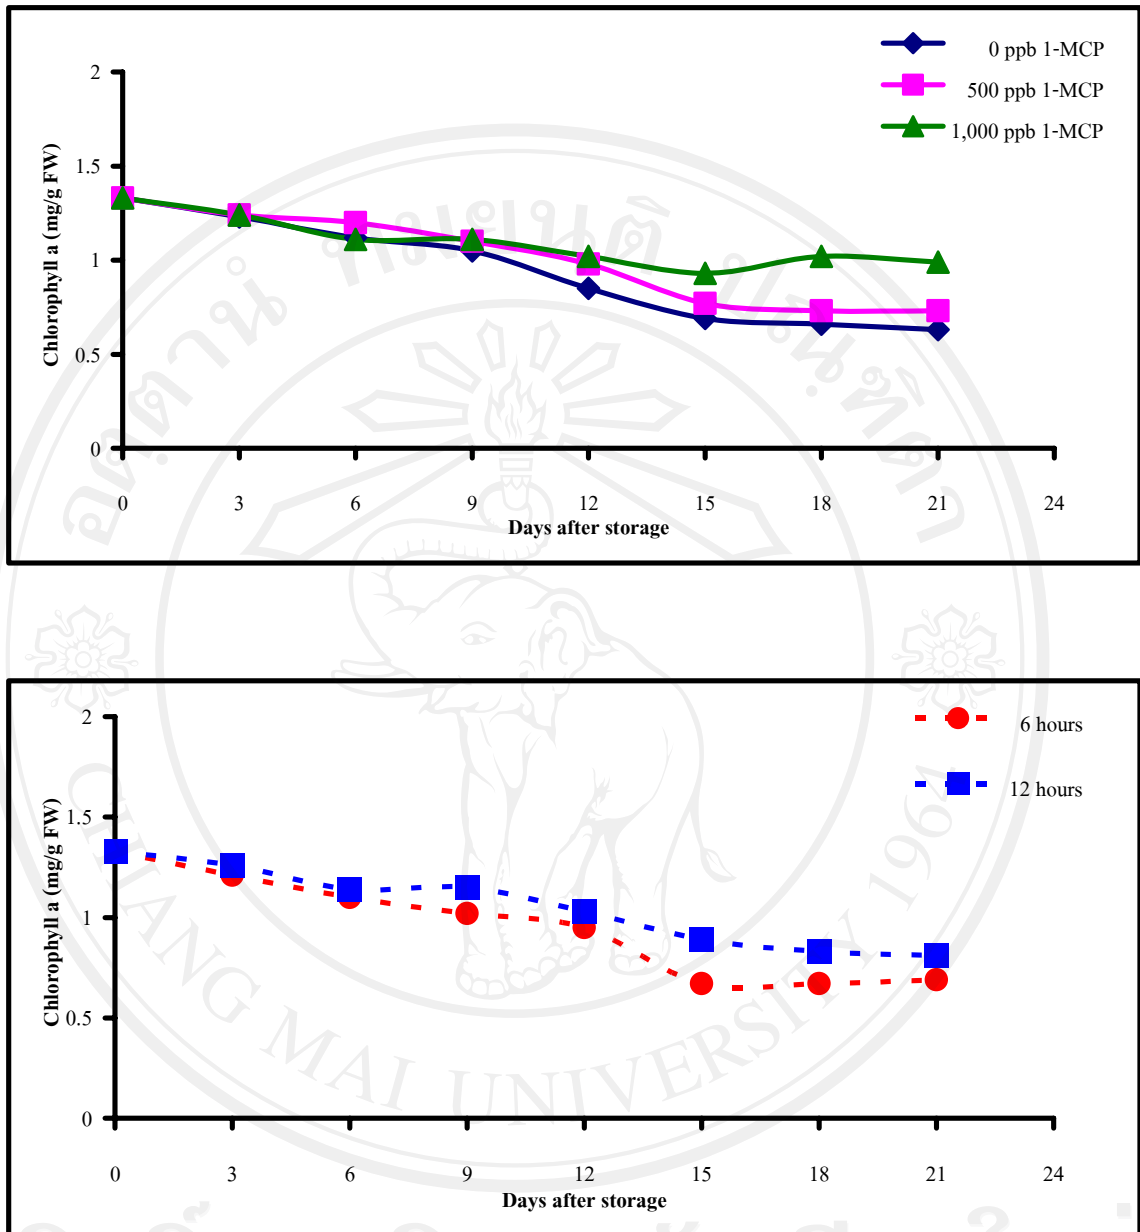 0 ppb 1-MCP
500 ppb 1-MCP
1,000 ppb 1-MCP
Chlorophyll a (mg/g FW)
2
1.5
1
0.5
0
0 3 6 9 12 15 18 21 24
Days after storage
6 hours
12 hours
Chlorophyll a (mg/g FW)
2
1.5
1
0.5
0
0 3 6 9 12 15 18 21 24
Days after storage
CHIANG MAI UNIVERSITY 1964